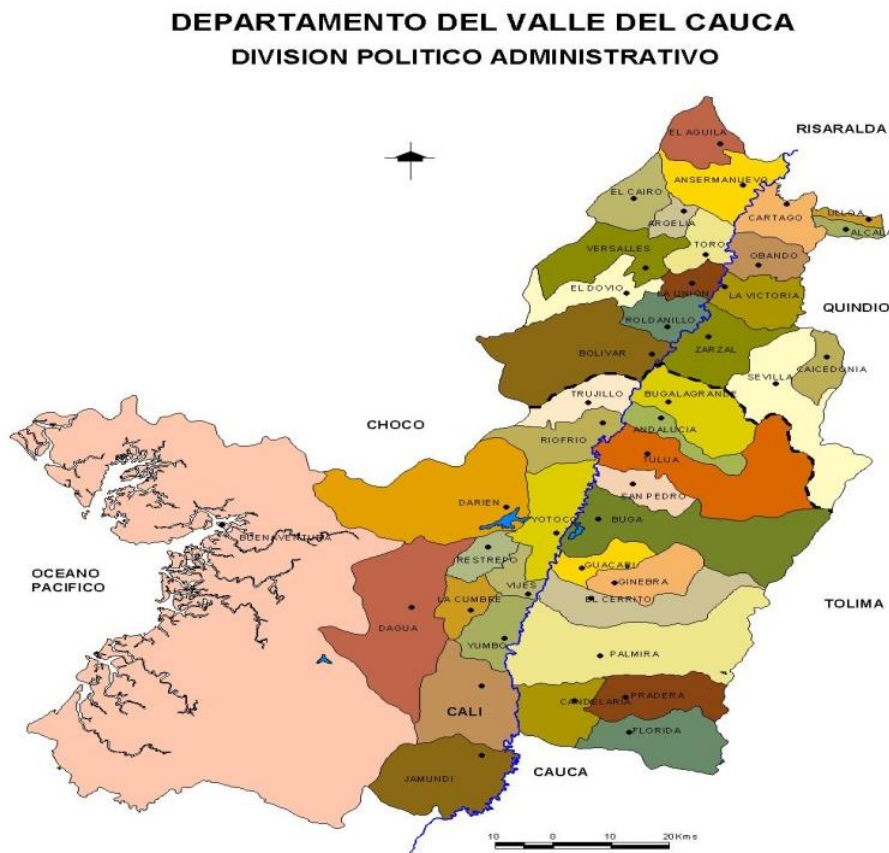 DEPARTAMENTO DEL VALLE DEL CAUCA
DIVISION POLITICO ADMINISTRATIVO
RISARALDA
EL AGUILA
ANSERMANUEVO
EL CAIRO
ARGELIA
CARTAGO
ULLOA
ALCALA
TORO
VERSALLES
OBANDO
EL DOVIO
LA UNION
LA VICTORIA
QUINDIO
ROLDANILLO
ZARZAL
BOLIVAR
CAICEDONIA
SEVILLA
TRUJILLO
BUGALAGRANDE
CHOCO
ANDALUCIA
RIOFRIO
TULUA
SAN PEDRO
DARIEN
YOTOCO
BUGA
BUENAVENTURA
RESTREPO
GUACARI
OCEANO
PACIFICO
GINEBRA
VIJES
LA CUMBRE
EL CERRITO
TOLIMA
DAGUA
YUMBO
PALMIRA
PRADERA
CANDELARIA
CALI
FLORIDA
CAUCA
JAMUNDI
10 0 10 20 Kms